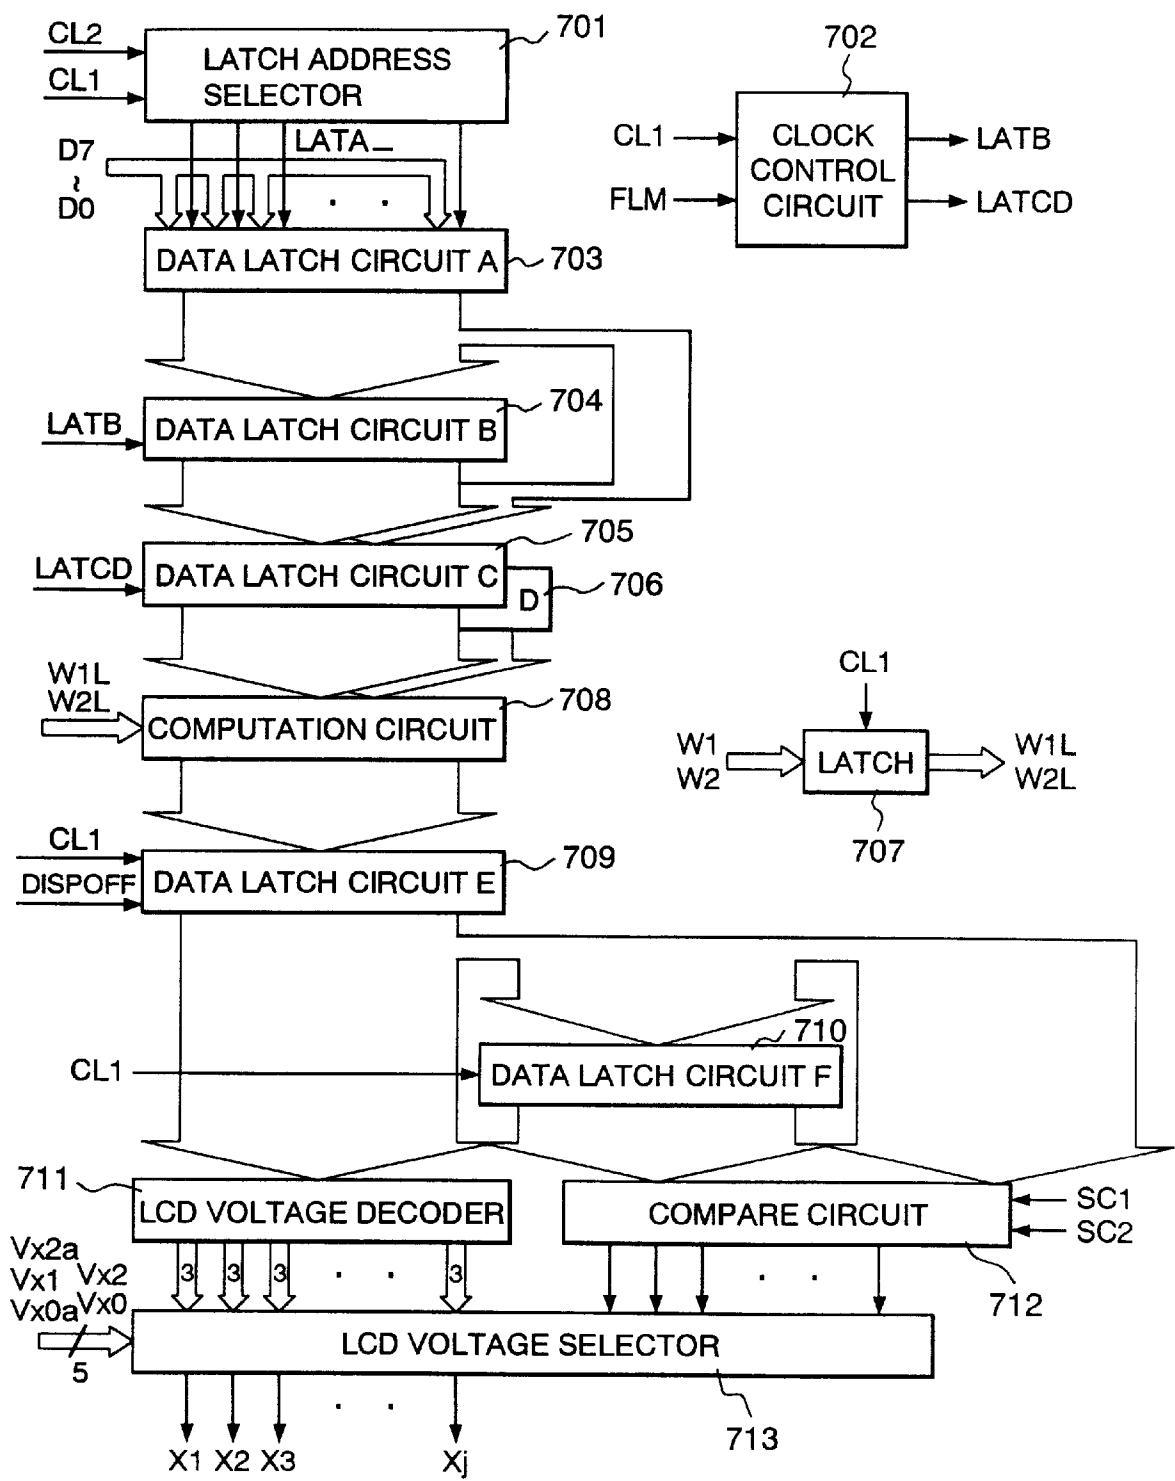 701
CL2
LATCH ADDRESS
SELECTOR
CL1
702
LATA_
D7
~
D0
CL1
CLOCK
CONTROL
CIRCUIT
LATB
FLM
LATCD
DATA LATCH CIRCUIT A
703
704
LATB
DATA LATCH CIRCUIT B
705
LATCD
DATA LATCH CIRCUIT C
D
706
W1L
W2L
708
COMPUTATION CIRCUIT
CL1
W1
W2
LATCH
W1L
W2L
707
CL1
DISPOFF
709
DATA LATCH CIRCUIT E
710
CL1
DATA LATCH CIRCUIT F
711
LCD VOLTAGE DECODER
COMPARE CIRCUIT
SC1
SC2
712
Vx2a
Vx1 Vx2
Vx0a Vx0
3 3 3 . . 3
. .
5
LCD VOLTAGE SELECTOR
713
X1 X2 X3 . . Xj